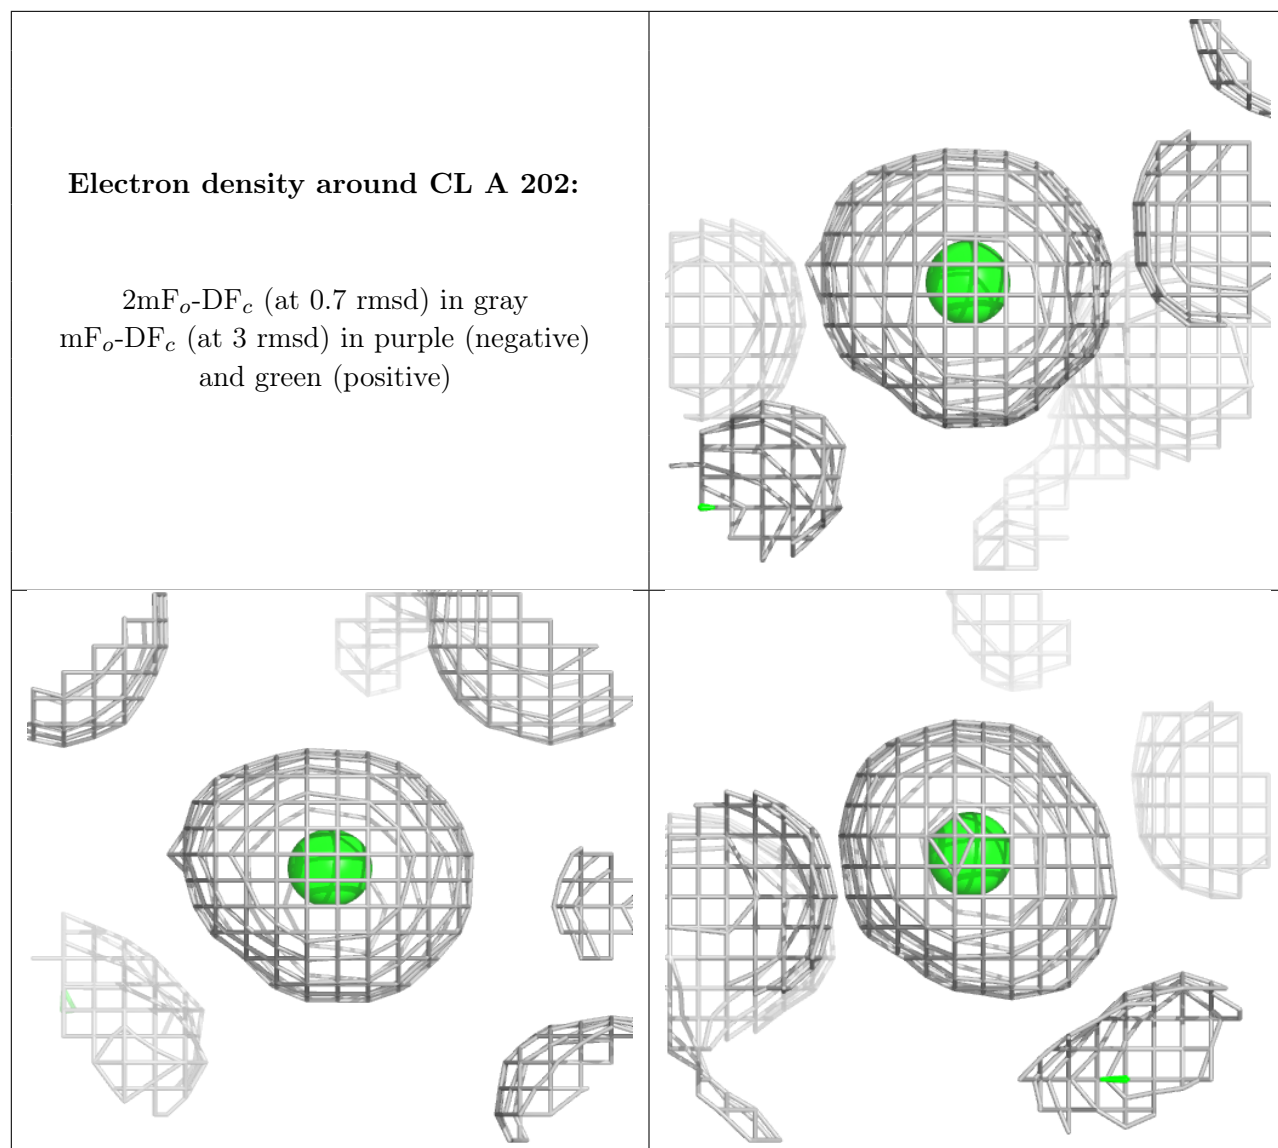 Electron density around CL A 202:
2mFo-DFc (at 0.7 rmsd) in gray
mFo-DFc (at 3 rmsd) in purple (negative)
and green (positive)